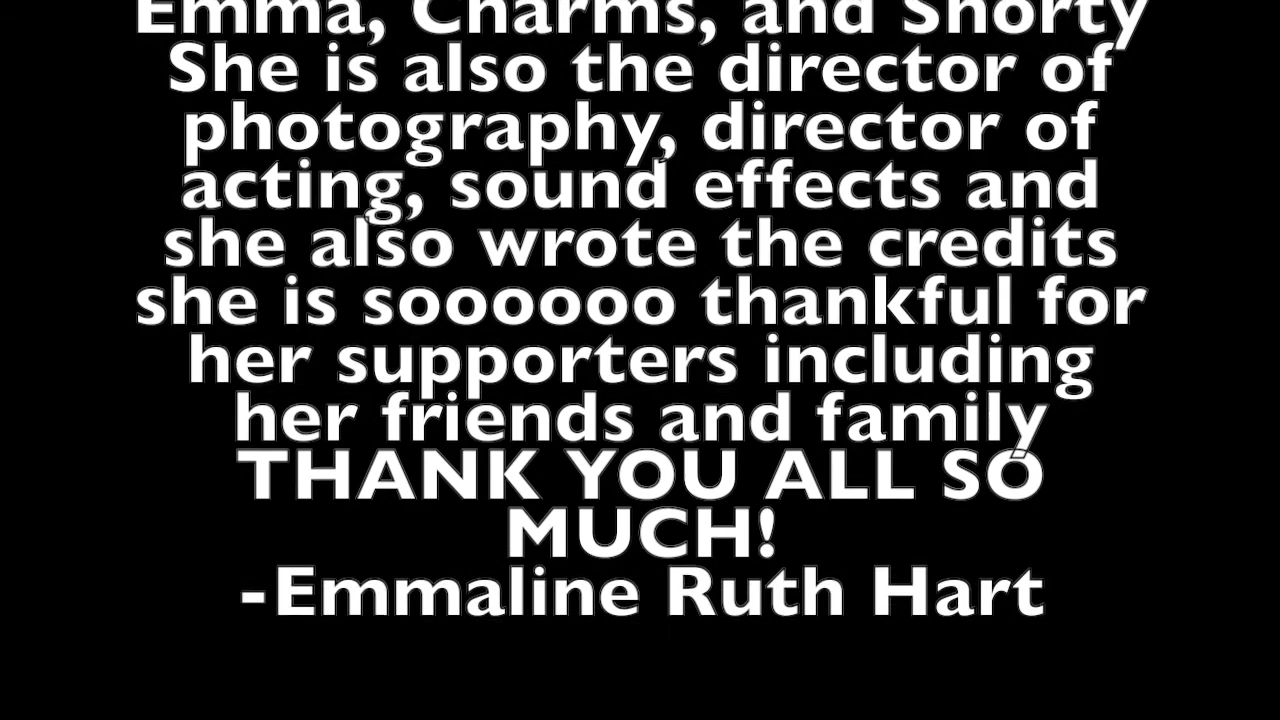 Emma, Charms, and Shorty
She is also the director of
photography, director of
acting, sound effects and
she also wrote the credits
she is soooooo thankful for
her supporters including
her friends and family
THANK YOU ALL SO
MUCH!
-Emmaline Ruth Hart